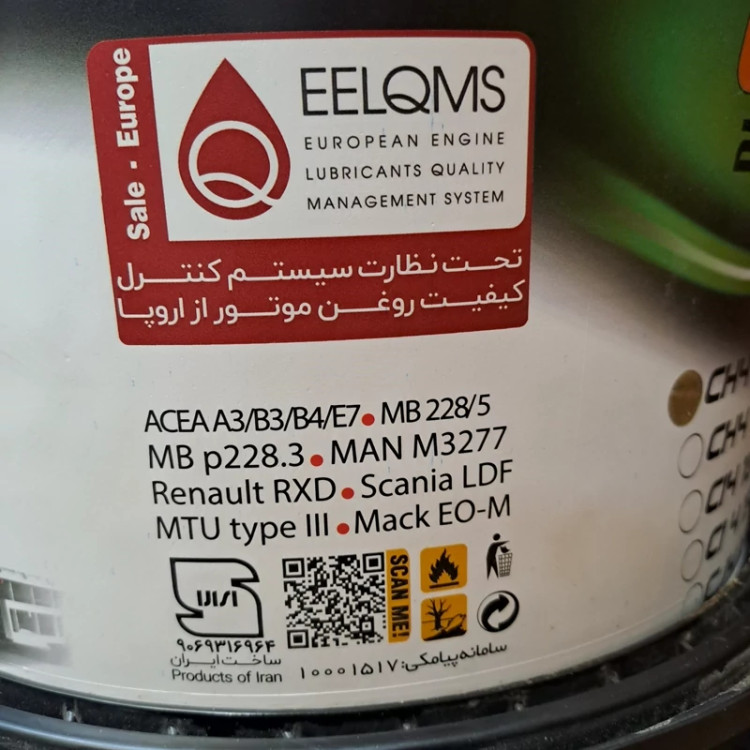 Sale · Europe
EELQMS
EUROPEAN ENGINE
LUBRICANTS QUALITY
MANAGEMENT SYSTEM
تحت نظارت سیستم کنترل
کیفیت روغن موتور از اروپا
ACEA A3/B3/B4/E7 • MB 228/5
MB p228.3 • MAN M3277
Renault RXD • Scania LDF
MTU type III • Mack EO-M
SCAN ME!
۹۰۶۹۳۱۶۹۶۴
ساخت ایران
Products of Iran
سامانه پیامکی: ۱۰۰۰۱۵۱۷